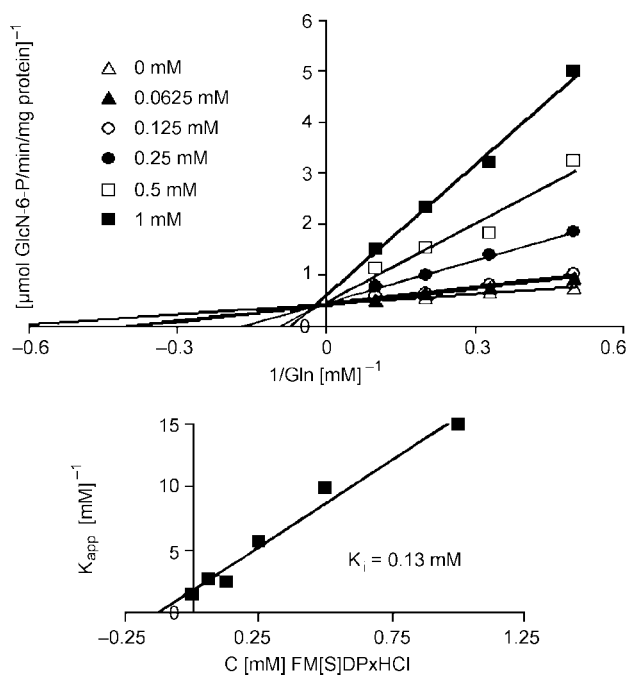 [µmol GlcN-6-P/min/mg protein]⁻¹
6
5
4
3
2
1
0
0 mM
0.0625 mM
0.125 mM
0.25 mM
0.5 mM
1 mM
–0.6
–0.3
0
0.3
0.6
1/Gln [mM]⁻¹
K_app [mM]⁻¹
15
10
5
0
K_i = 0.13 mM
–0.25
0.25
0.75
1.25
C [mM] FM[S]DPxHCl